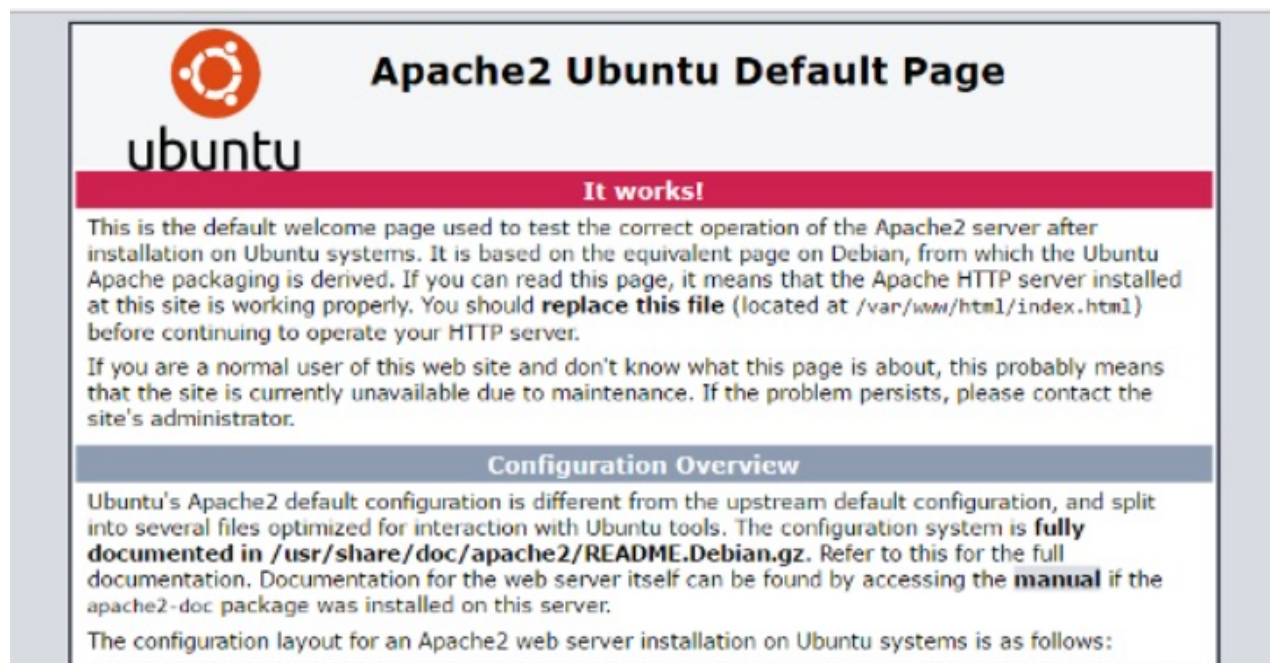 Apache2 Ubuntu Default Page
ubuntu
It works!
This is the default welcome page used to test the correct operation of the Apache2 server after
installation on Ubuntu systems. It is based on the equivalent page on Debian, from which the Ubuntu
Apache packaging is derived. If you can read this page, it means that the Apache HTTP server installed
at this site is working properly. You should replace this file (located at /var/www/html/index.html)
before continuing to operate your HTTP server.
If you are a normal user of this web site and don't know what this page is about, this probably means
that the site is currently unavailable due to maintenance. If the problem persists, please contact the
site's administrator.
Configuration Overview
Ubuntu's Apache2 default configuration is different from the upstream default configuration, and split
into several files optimized for interaction with Ubuntu tools. The configuration system is fully
documented in /usr/share/doc/apache2/README.Debian.gz. Refer to this for the full
documentation. Documentation for the web server itself can be found by accessing the manual if the
apache2-doc package was installed on this server.
The configuration layout for an Apache2 web server installation on Ubuntu systems is as follows: